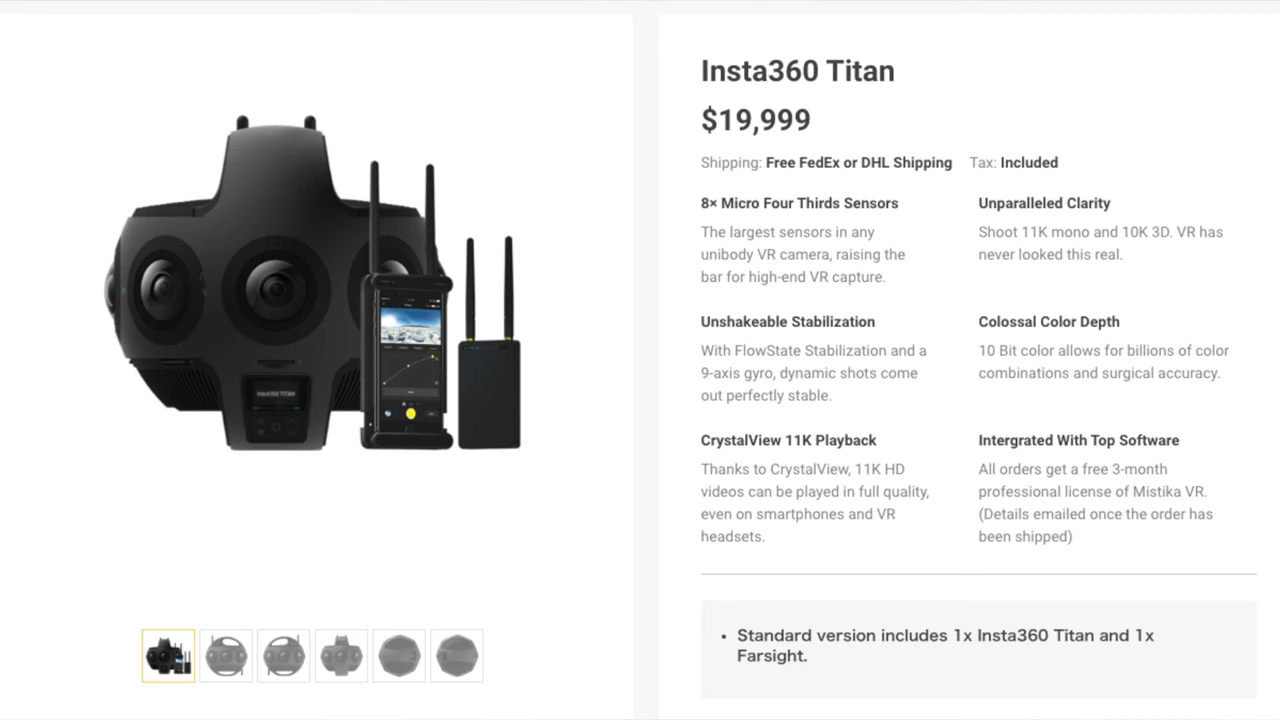 Insta360 Titan
$19,999
Shipping: Free FedEx or DHL Shipping Tax: Included
8× Micro Four Thirds Sensors
The largest sensors in any
unibody VR camera, raising the
bar for high-end VR capture.
Unparalleled Clarity
Shoot 11K mono and 10K 3D. VR has
never looked this real.
Unshakeable Stabilization
With FlowState Stabilization and a
9-axis gyro, dynamic shots come
out perfectly stable.
Colossal Color Depth
10 Bit color allows for billions of color
combinations and surgical accuracy.
CrystalView 11K Playback
Thanks to CrystalView, 11K HD
videos can be played in full quality,
even on smartphones and VR
headsets.
Intergrated With Top Software
All orders get a free 3-month
professional license of Mistika VR.
(Details emailed once the order has
been shipped)
• Standard version includes 1x Insta360 Titan and 1x
Farsight.
Insta360 TITAN